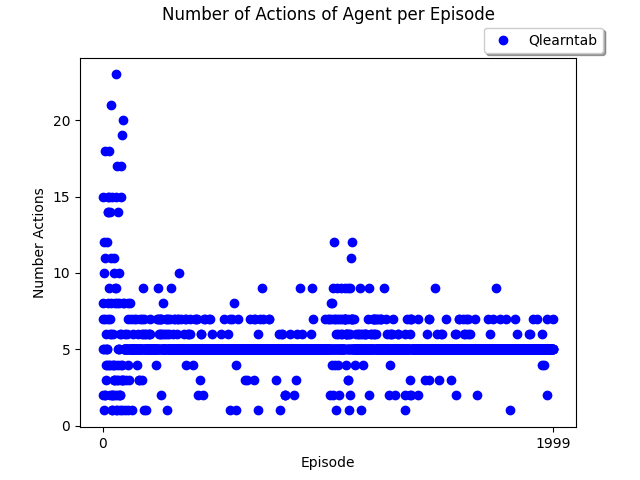 Number of Actions of Agent per Episode
Qlearntab
20
15
10
5
0
Number Actions
0 1999
Episode